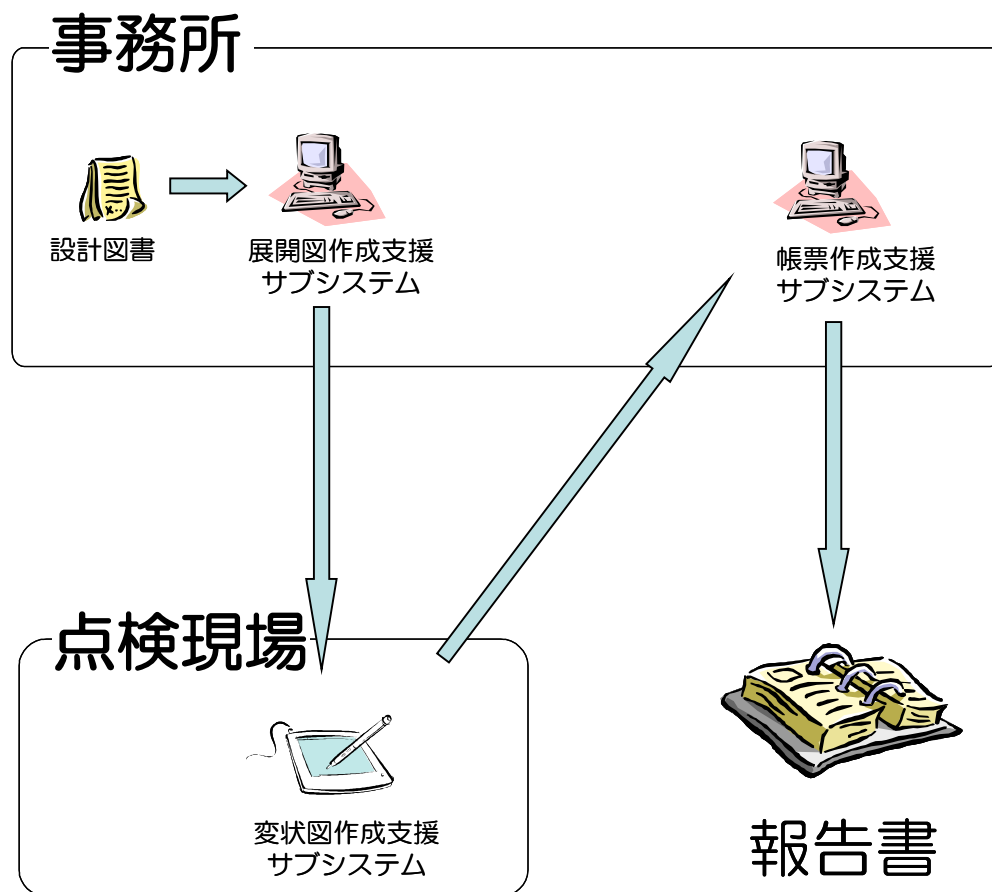 事務所
設計図書
展開図作成支援
サブシステム
帳票作成支援
サブシステム
点検現場
変状図作成支援
サブシステム
報告書